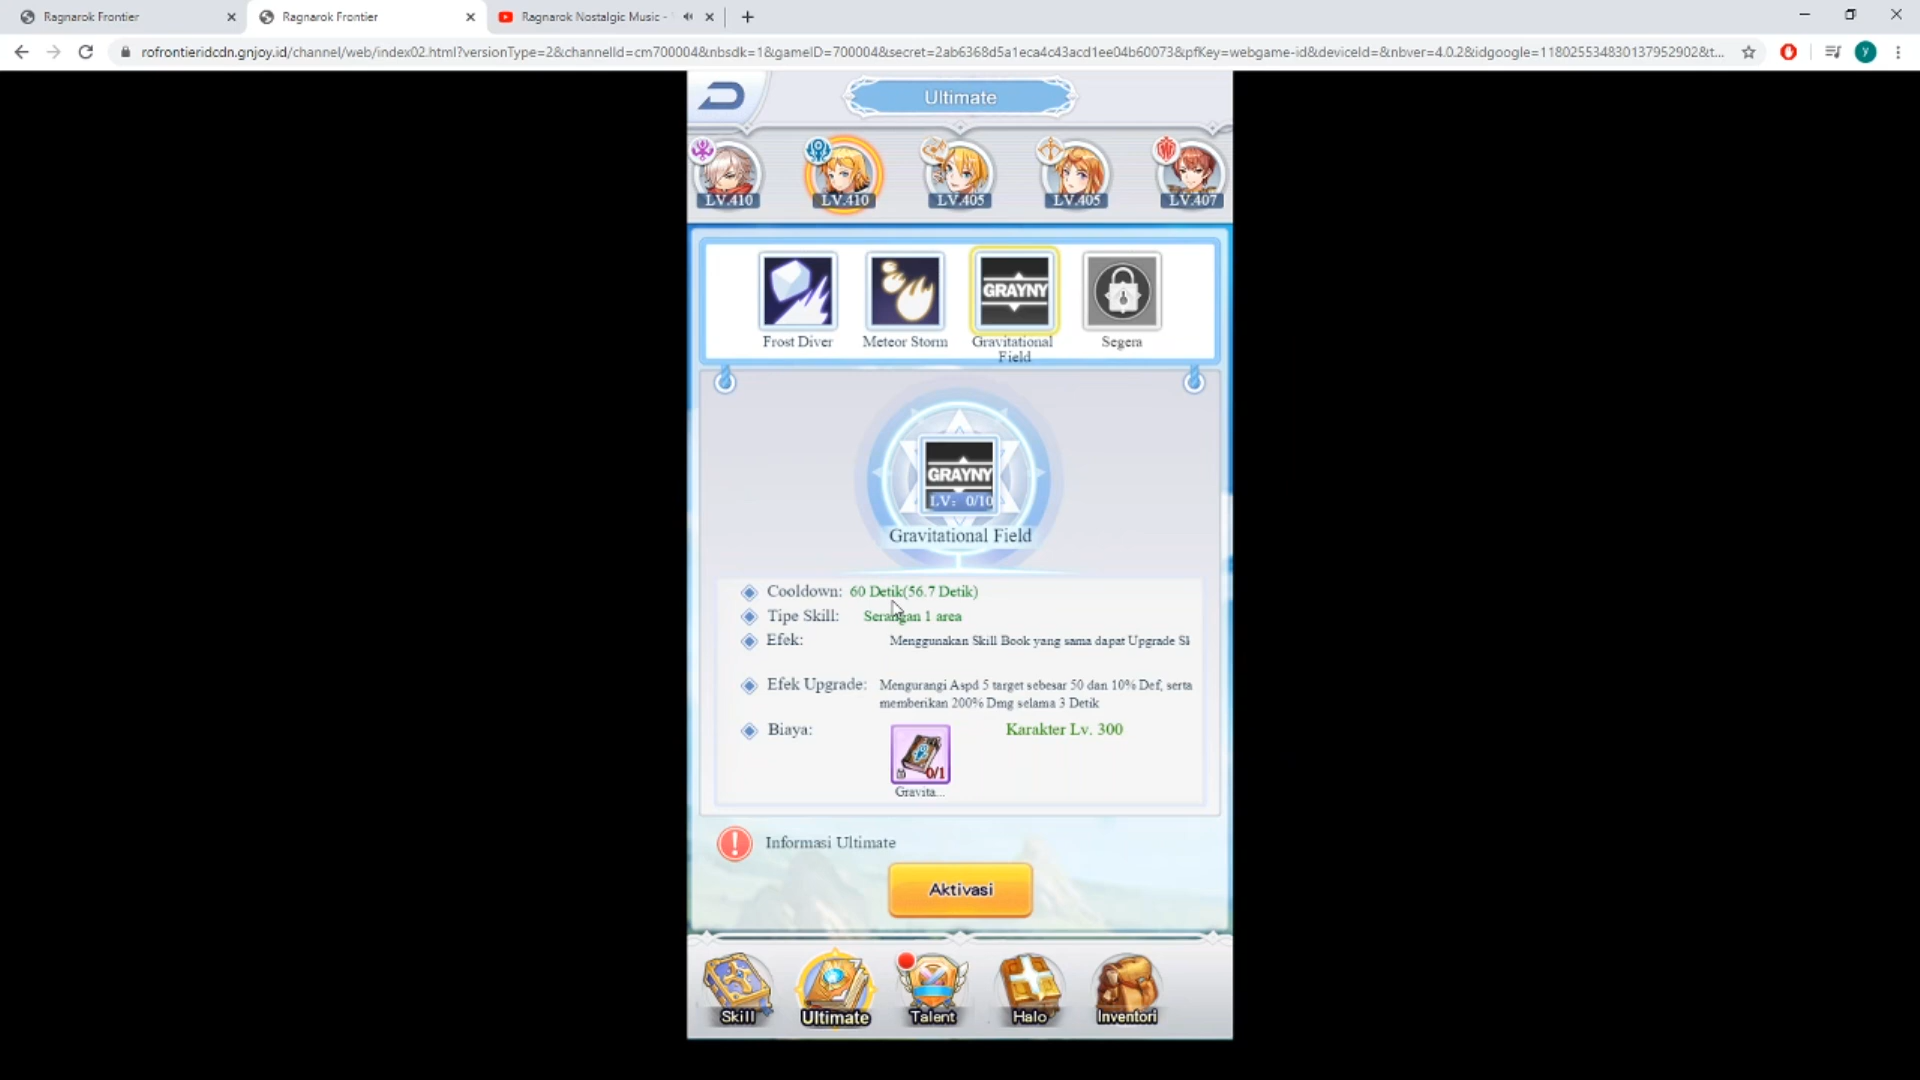 Ragnarok Frontier
Ragnarok Frontier
Ragnarok Nostalgic Music -
rofrontieridcdn.gnjoy.id/channel/web/index02.html?versionType=2&channelId=cm700004&nbsdk=1&gameID=700004&secret=2ab6368d5a1eca4c43acd1ee04b60073&pfKey=webgame-id&deviceId=&nbver=4.0.2&idgoogle=118025534830137952902&t...
y
Ultimate
LV.410
LV.410
LV.405
LV.405
LV.407
GRAYNY
Frost Diver
Meteor Storm
Gravitational
Field
Segera
GRAYNY
LV: 0/10
Gravitational Field
Cooldown: 60 Detik(56.7 Detik)
Tipe Skill: Serangan 1 area
Efek: Menggunakan Skill Book yang sama dapat Upgrade Sk
Efek Upgrade: Mengurangi Aspd 5 target sebesar 50 dan 10% Def, serta
memberikan 200% Dmg selama 3 Detik
Biaya: Karakter Lv. 300
0/1
Gravita...
Informasi Ultimate
Aktivasi
Skill
Ultimate
Talent
Halo
Inventori